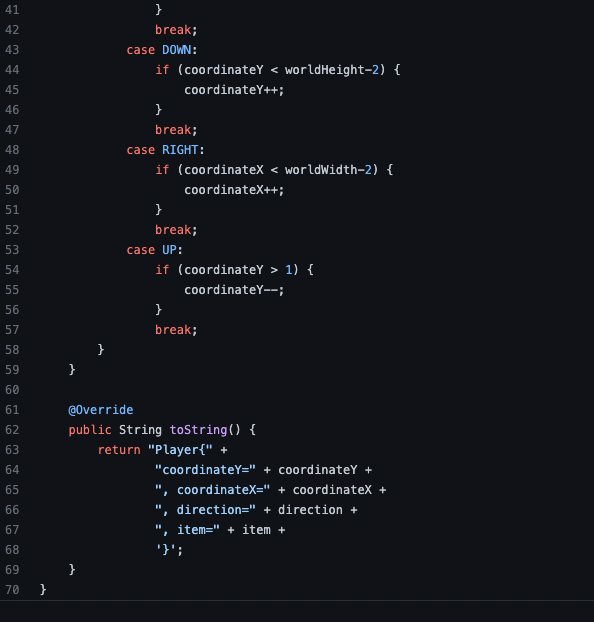 41                 }
42                 break;
43             case DOWN:
44                 if (coordinateY < worldHeight-2) {
45                     coordinateY++;
46                 }
47                 break;
48             case RIGHT:
49                 if (coordinateX < worldWidth-2) {
50                     coordinateX++;
51                 }
52                 break;
53             case UP:
54                 if (coordinateY > 1) {
55                     coordinateY--;
56                 }
57                 break;
58         }
59     }
60
61     @Override
62     public String toString() {
63         return "Player{" +
64                 "coordinateY=" + coordinateY +
65                 ", coordinateX=" + coordinateX +
66                 ", direction=" + direction +
67                 ", item=" + item +
68                 '}';
69     }
70 }